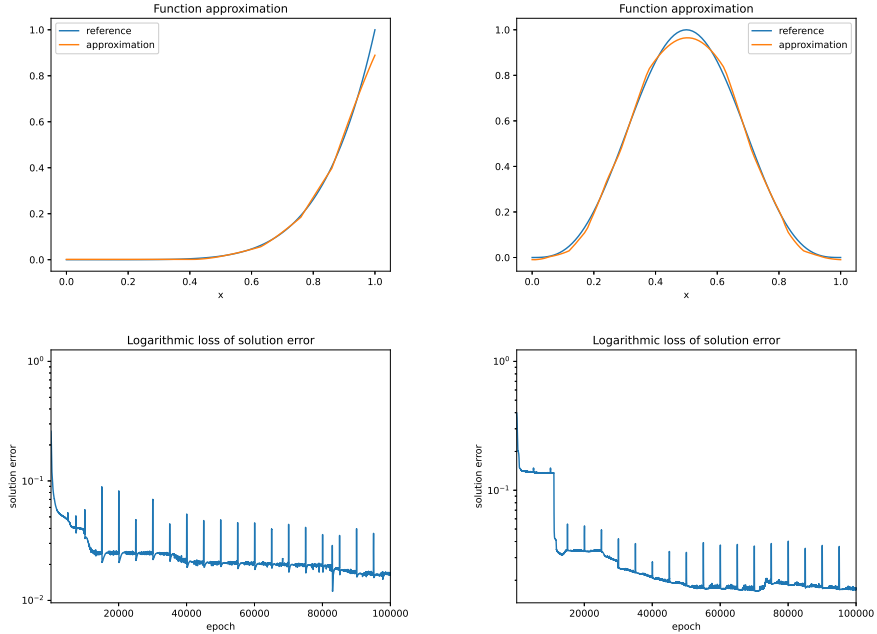 Function approximation
reference
approximation
1.0
0.8
0.6
0.4
0.2
0.0
0.0 0.2 0.4 0.6 0.8 1.0
x
Function approximation
reference
approximation
1.0
0.8
0.6
0.4
0.2
0.0
0.0 0.2 0.4 0.6 0.8 1.0
x
Logarithmic loss of solution error
solution error
10⁰
10⁻¹
10⁻²
20000 40000 60000 80000 100000
epoch
Logarithmic loss of solution error
solution error
10⁰
10⁻¹
20000 40000 60000 80000 100000
epoch